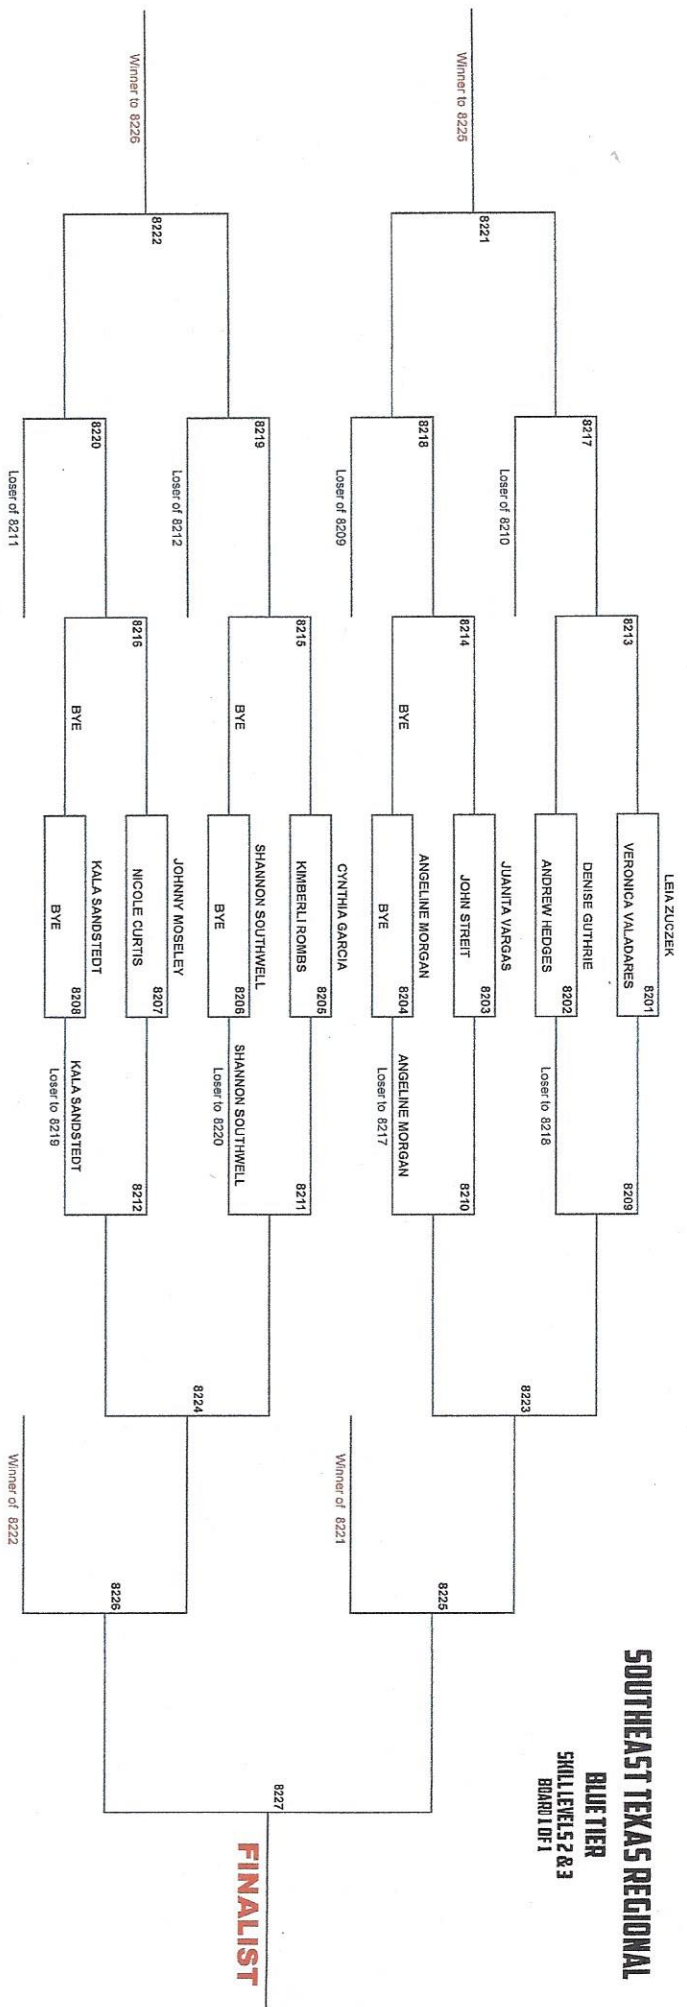 SOUTHEAST TEXAS REGIONAL
BLUE TIER
SKILL LEVELS 2 & 3
BOARD 1 OF 1
LEIA ZUCZEK
VERONICA VALADARES
8201
DENISE GUTHRIE
ANDREW HEDGES
8202
Loser to 8218
JUANITA VARGAS
JOHN STREIT
8203
ANGELINE MORGAN
BYE
8204
ANGELINE MORGAN
Loser to 8217
CYNTHIA GARCIA
KIMBERLI ROMBS
8205
SHANNON SOUTHWELL
BYE
8206
SHANNON SOUTHWELL
Loser to 8220
JOHNNY MOSELEY
NICOLE CURTIS
8207
KALA SANDSTEDT
BYE
8208
KALA SANDSTEDT
Loser to 8219
8209
8210
8211
8212
8213
8214
BYE
8215
BYE
8216
BYE
8217
Loser of 8210
8218
Loser of 8209
8219
Loser of 8212
8220
Loser of 8211
8221
Winner to 8225
8222
Winner to 8226
8223
8224
Winner of 8221
8225
Winner of 8222
8226
8227
FINALIST